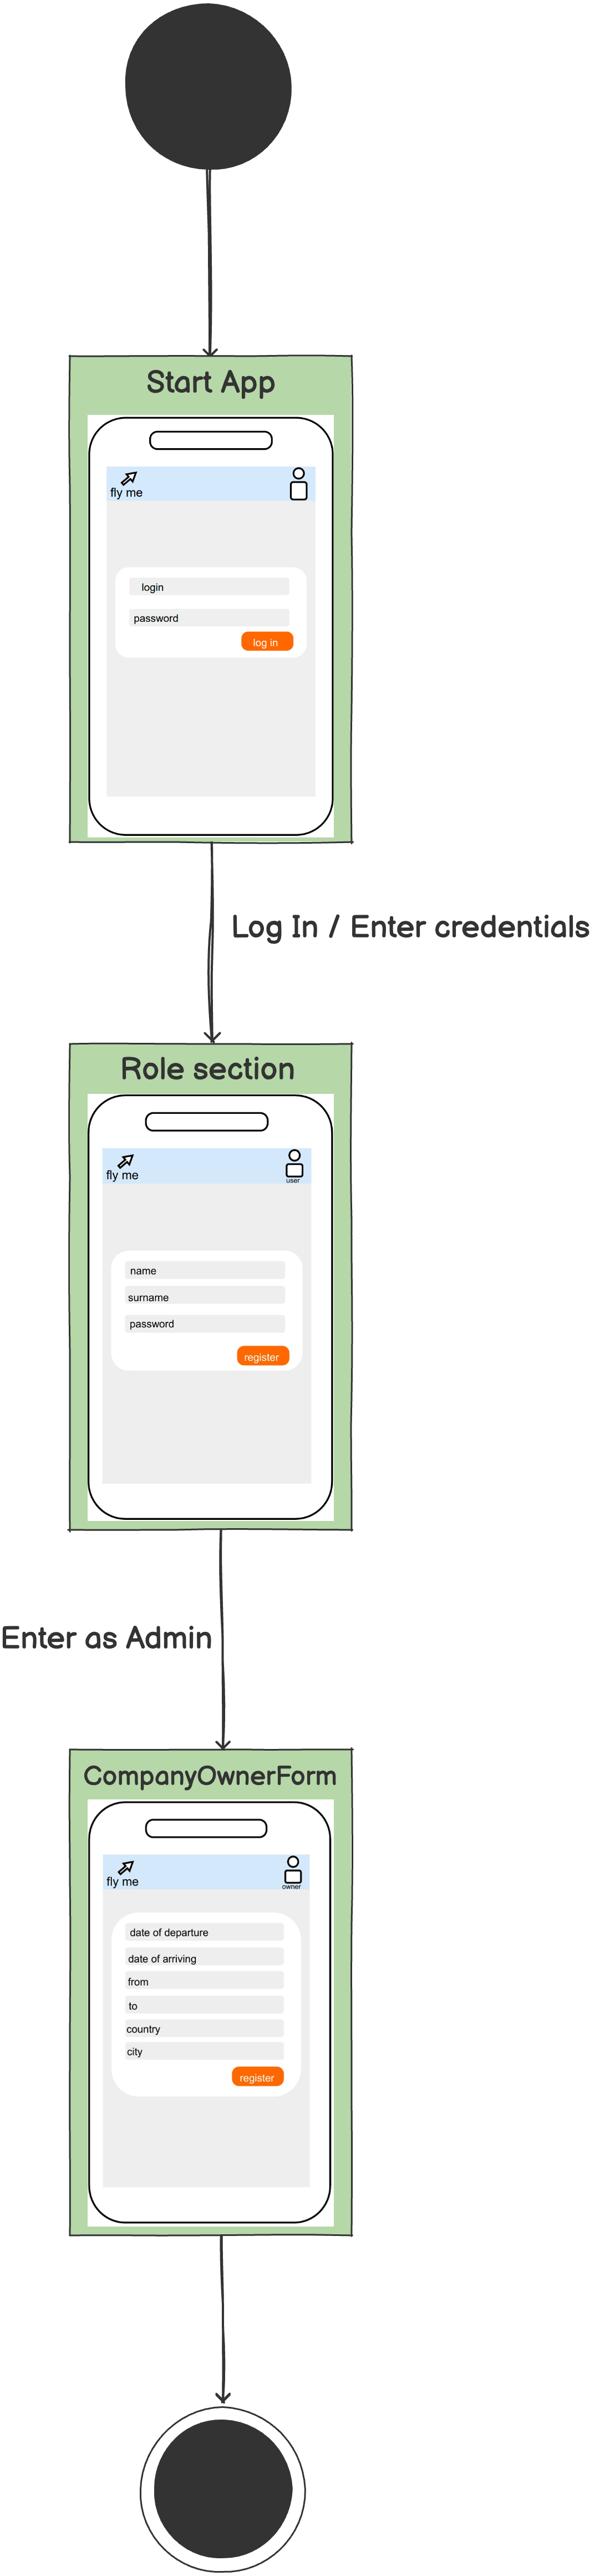 Start App
fly me
login
password
log in
Log In / Enter credentials
Role section
fly me
user
name
surname
password
register
Enter as Admin
CompanyOwnerForm
fly me
owner
date of departure
date of arriving
from
to
country
city
register